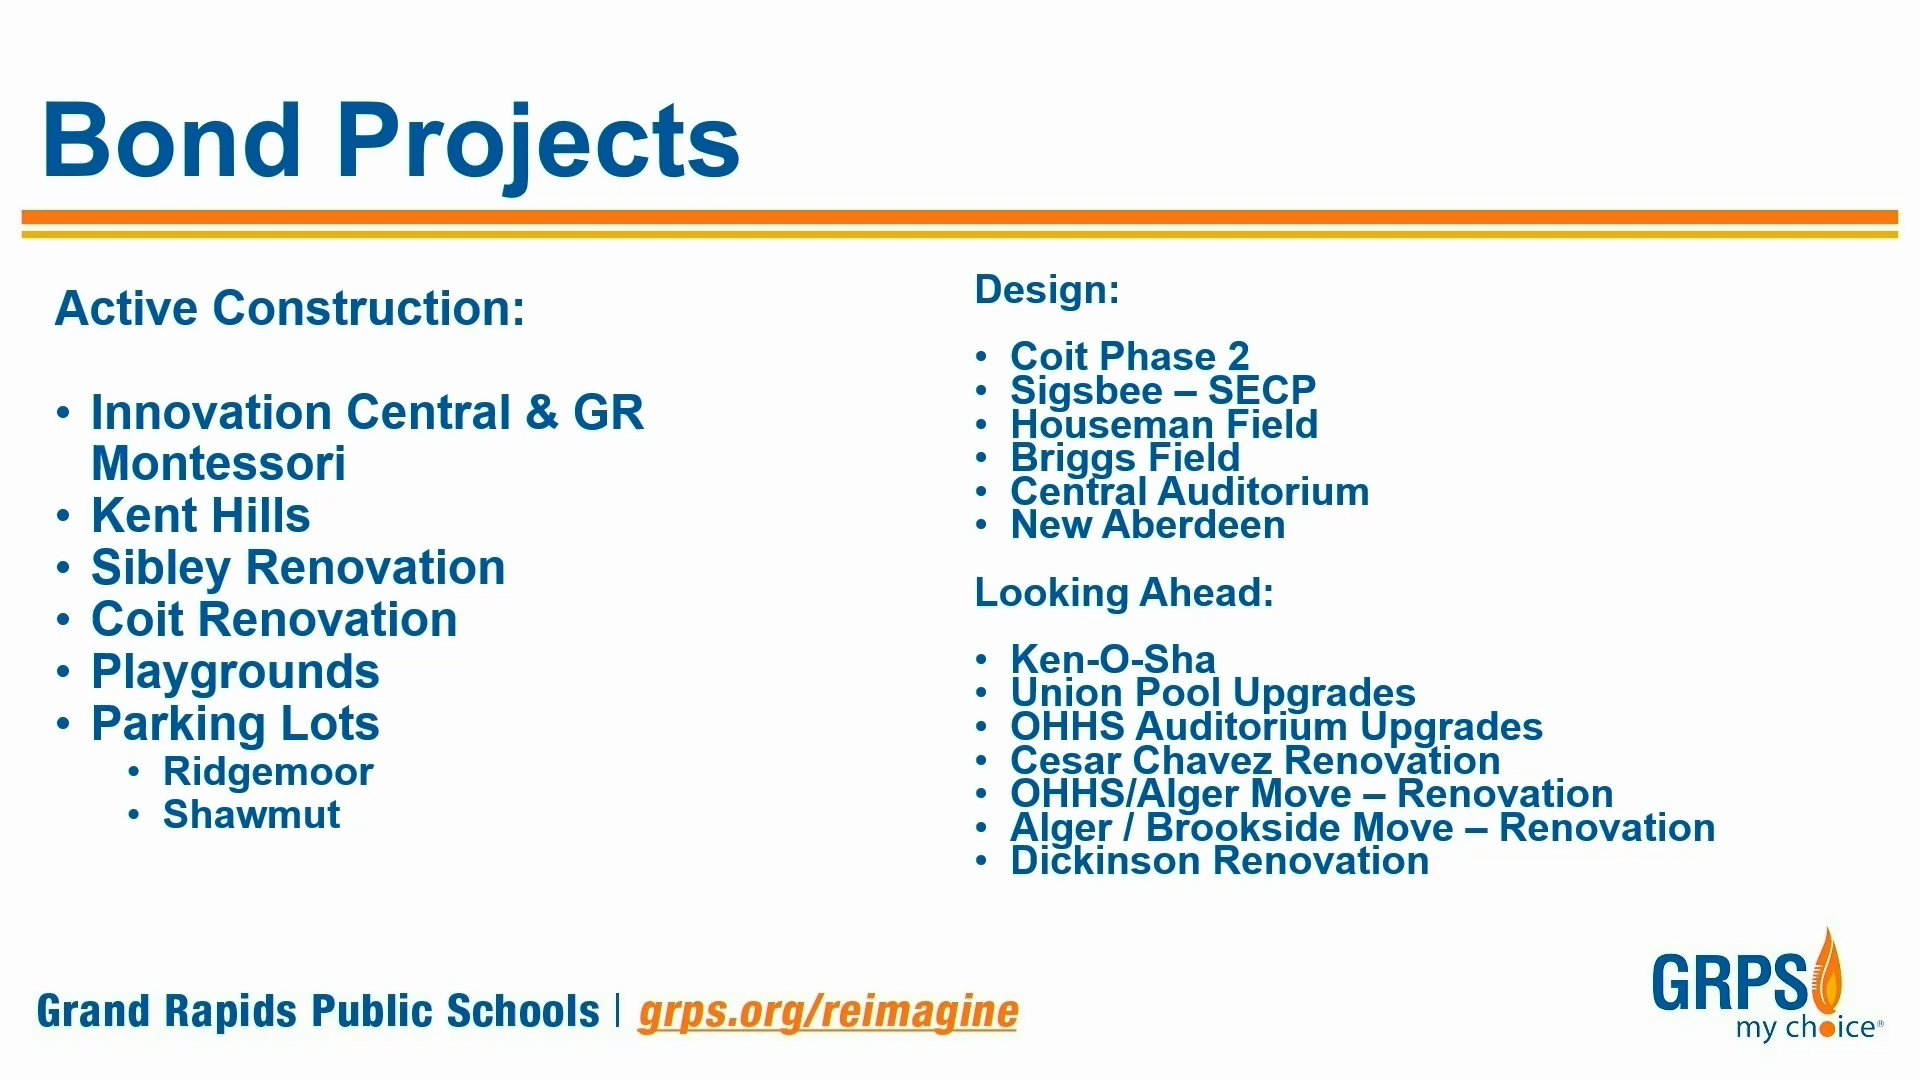 Bond Projects
Active Construction:
• Innovation Central & GR
Montessori
• Kent Hills
• Sibley Renovation
• Coit Renovation
• Playgrounds
• Parking Lots
• Ridgemoor
• Shawmut
Design:
• Coit Phase 2
• Sigsbee – SECP
• Houseman Field
• Briggs Field
• Central Auditorium
• New Aberdeen
Looking Ahead:
• Ken-O-Sha
• Union Pool Upgrades
• OHHS Auditorium Upgrades
• Cesar Chavez Renovation
• OHHS/Alger Move – Renovation
• Alger / Brookside Move – Renovation
• Dickinson Renovation
Grand Rapids Public Schools | grps.org/reimagine
GRPS
my choice®